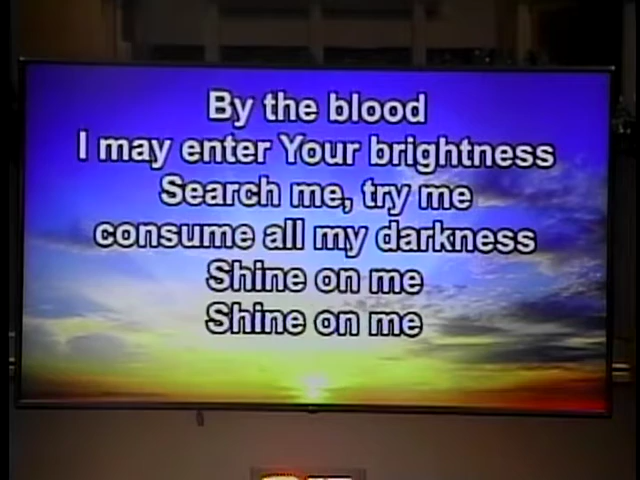 By the blood
I may enter Your brightness
Search me, try me
consume all my darkness
Shine on me
Shine on me